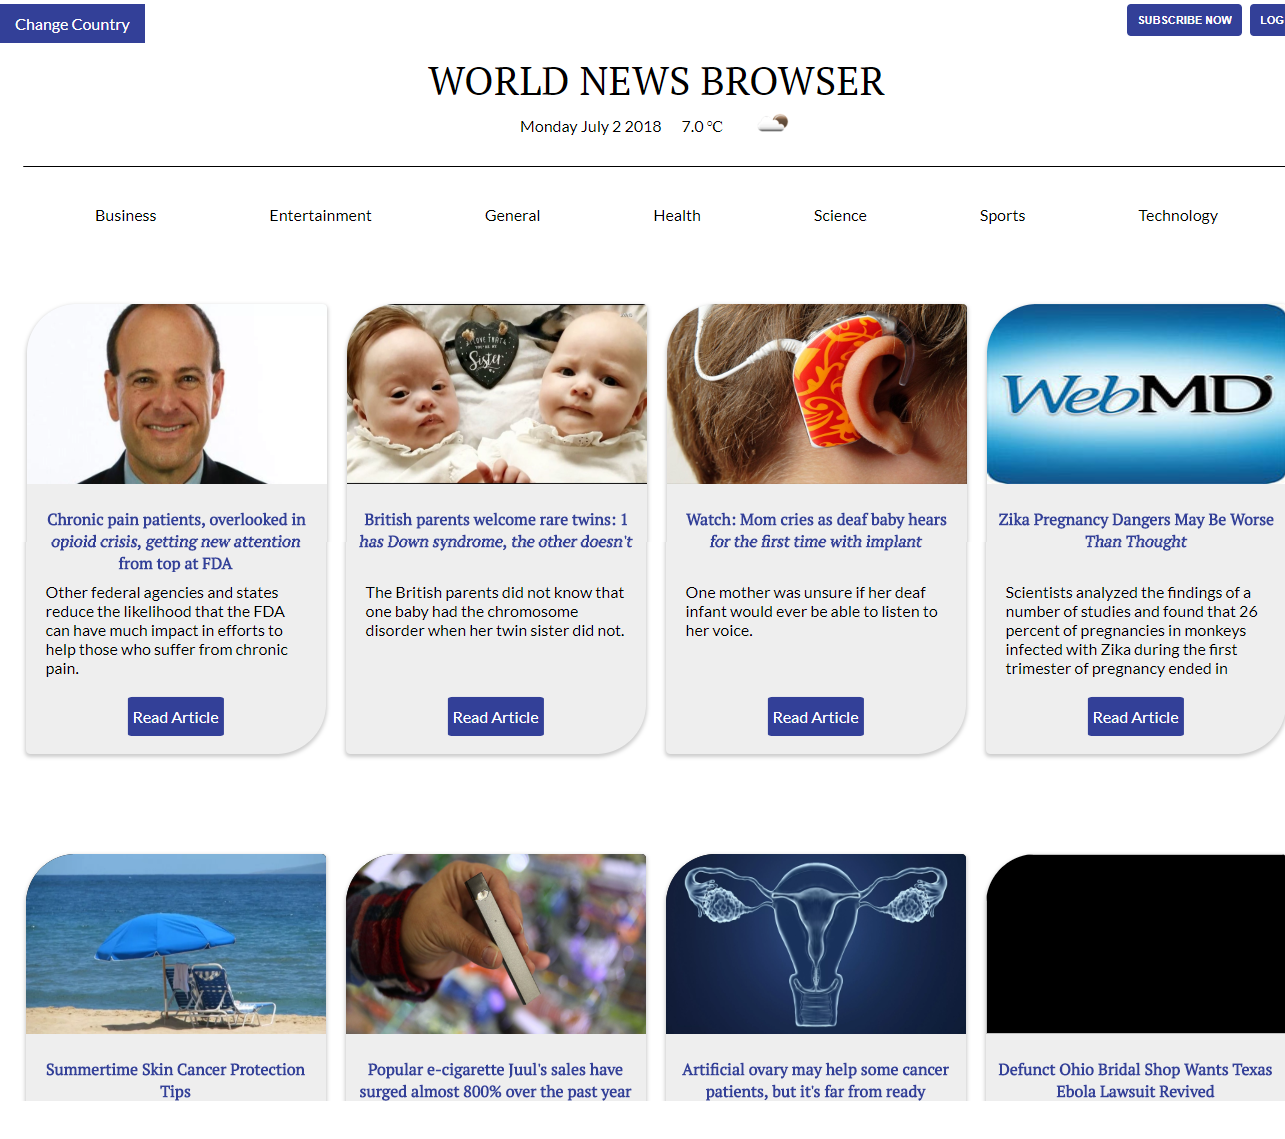 Change Country
SUBSCRIBE NOW
LOG
WORLD NEWS BROWSER
Monday July 2 2018 7.0 °C
Business Entertainment General Health Science Sports Technology
LOVE THAT
YOU'RE MY
Sister
WebMD®
Chronic pain patients, overlooked in
opioid crisis, getting new attention
from top at FDA
Other federal agencies and states
reduce the likelihood that the FDA
can have much impact in efforts to
help those who suffer from chronic
pain.
Read Article
British parents welcome rare twins: 1
has Down syndrome, the other doesn't
The British parents did not know that
one baby had the chromosome
disorder when her twin sister did not.
Read Article
Watch: Mom cries as deaf baby hears
for the first time with implant
One mother was unsure if her deaf
infant would ever be able to listen to
her voice.
Read Article
Zika Pregnancy Dangers May Be Worse
Than Thought
Scientists analyzed the findings of a
number of studies and found that 26
percent of pregnancies in monkeys
infected with Zika during the first
trimester of pregnancy ended in
Read Article
Summertime Skin Cancer Protection
Tips
Popular e-cigarette Juul's sales have
surged almost 800% over the past year
Artificial ovary may help some cancer
patients, but it's far from ready
Defunct Ohio Bridal Shop Wants Texas
Ebola Lawsuit Revived